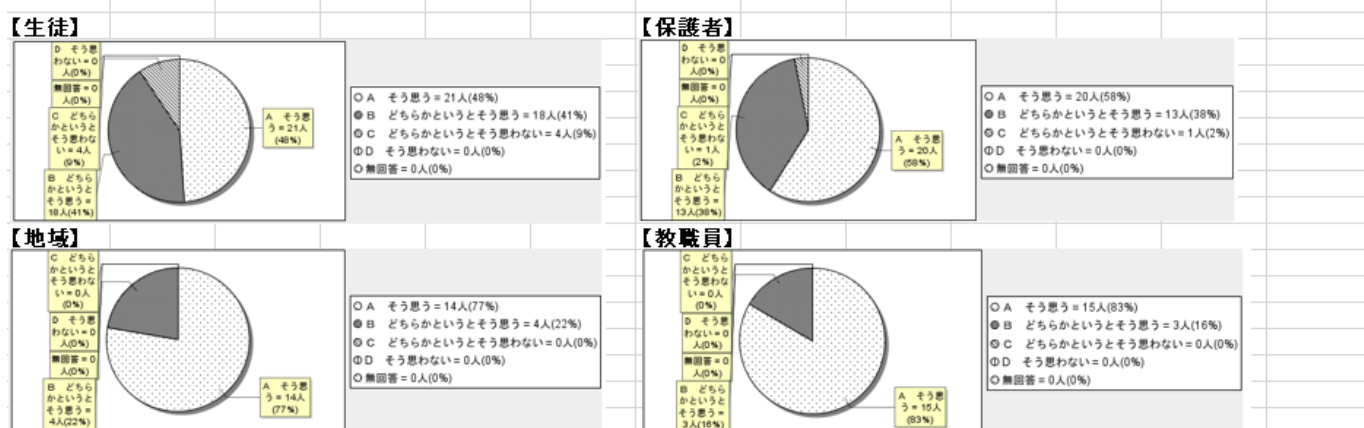 【生徒】
D そう思
わない=0
人(0%)
無回答=0
人(0%)
C どちら
かというと
そう思わな
い=4人
(9%)
B どちら
かというと
そう思う=
18人(41%)
A そう思
う=21人
(48%)
A そう思う=21人(48%)
B どちらかというとそう思う=18人(41%)
C どちらかというとそう思わない=4人(9%)
D そう思わない=0人(0%)
無回答=0人(0%)
【保護者】
D そう思
わない=0
人(0%)
無回答=0
人(0%)
C どちら
かというと
そう思わな
い=1人
(2%)
B どちら
かというと
そう思う=
13人(38%)
A そう思
う=20人
(58%)
A そう思う=20人(58%)
B どちらかというとそう思う=13人(38%)
C どちらかというとそう思わない=1人(2%)
D そう思わない=0人(0%)
無回答=0人(0%)
【地域】
C どちら
かというと
そう思わな
い=0人
(0%)
D そう思
わない=0
人(0%)
無回答=0
人(0%)
B どちら
かというと
そう思う=
4人(22%)
A そう思
う=14人
(77%)
A そう思う=14人(77%)
B どちらかというとそう思う=4人(22%)
C どちらかというとそう思わない=0人(0%)
D そう思わない=0人(0%)
無回答=0人(0%)
【教職員】
C どちら
かというと
そう思わな
い=0人
(0%)
D そう思
わない=0
人(0%)
無回答=0
人(0%)
B どちら
かというと
そう思う=
3人(16%)
A そう思
う=15人
(83%)
A そう思う=15人(83%)
B どちらかというとそう思う=3人(16%)
C どちらかというとそう思わない=0人(0%)
D そう思わない=0人(0%)
無回答=0人(0%)